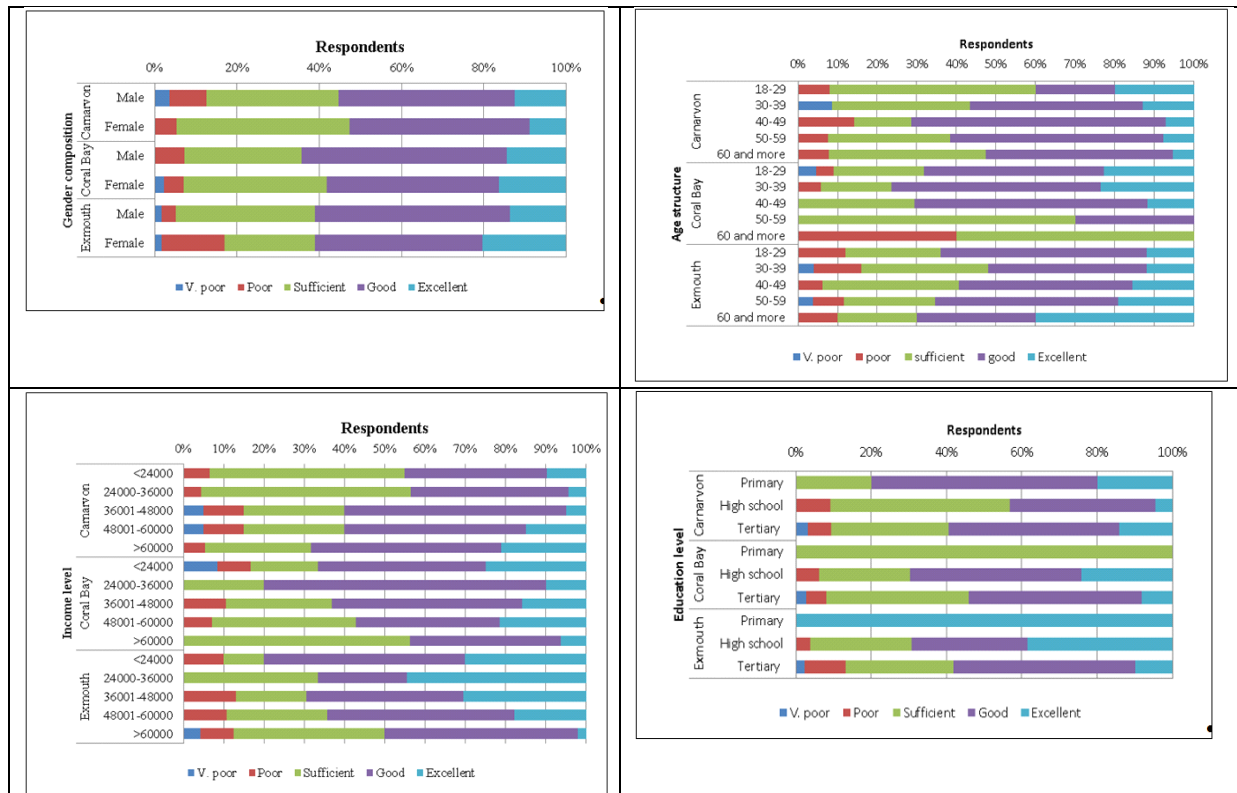 Respondents
0% 20% 40% 60% 80% 100%
Gender composition
Carnarvon
Male
Female
Coral Bay
Male
Female
Exmouth
Male
Female
V. poor Poor Sufficient Good Excellent
Respondents
0% 10% 20% 30% 40% 50% 60% 70% 80% 90% 100%
Age structure
Carnarvon
18-29
30-39
40-49
50-59
60 and more
Coral Bay
18-29
30-39
40-49
50-59
60 and more
Exmouth
18-29
30-39
40-49
50-59
60 and more
V. poor poor sufficient good Excellent
Respondents
0% 10% 20% 30% 40% 50% 60% 70% 80% 90% 100%
Income level
Carnarvon
<24000
24000-36000
36001-48000
48001-60000
>60000
Coral Bay
<24000
24000-36000
36001-48000
48001-60000
>60000
Exmouth
<24000
24000-36000
36001-48000
48001-60000
>60000
V. poor Poor Sufficient Good Excellent
Respondents
0% 20% 40% 60% 80% 100%
Education level
Carnarvon
Primary
High school
Tertiary
Coral Bay
Primary
High school
Tertiary
Exmouth
Primary
High school
Tertiary
V. poor Poor Sufficient Good Excellent